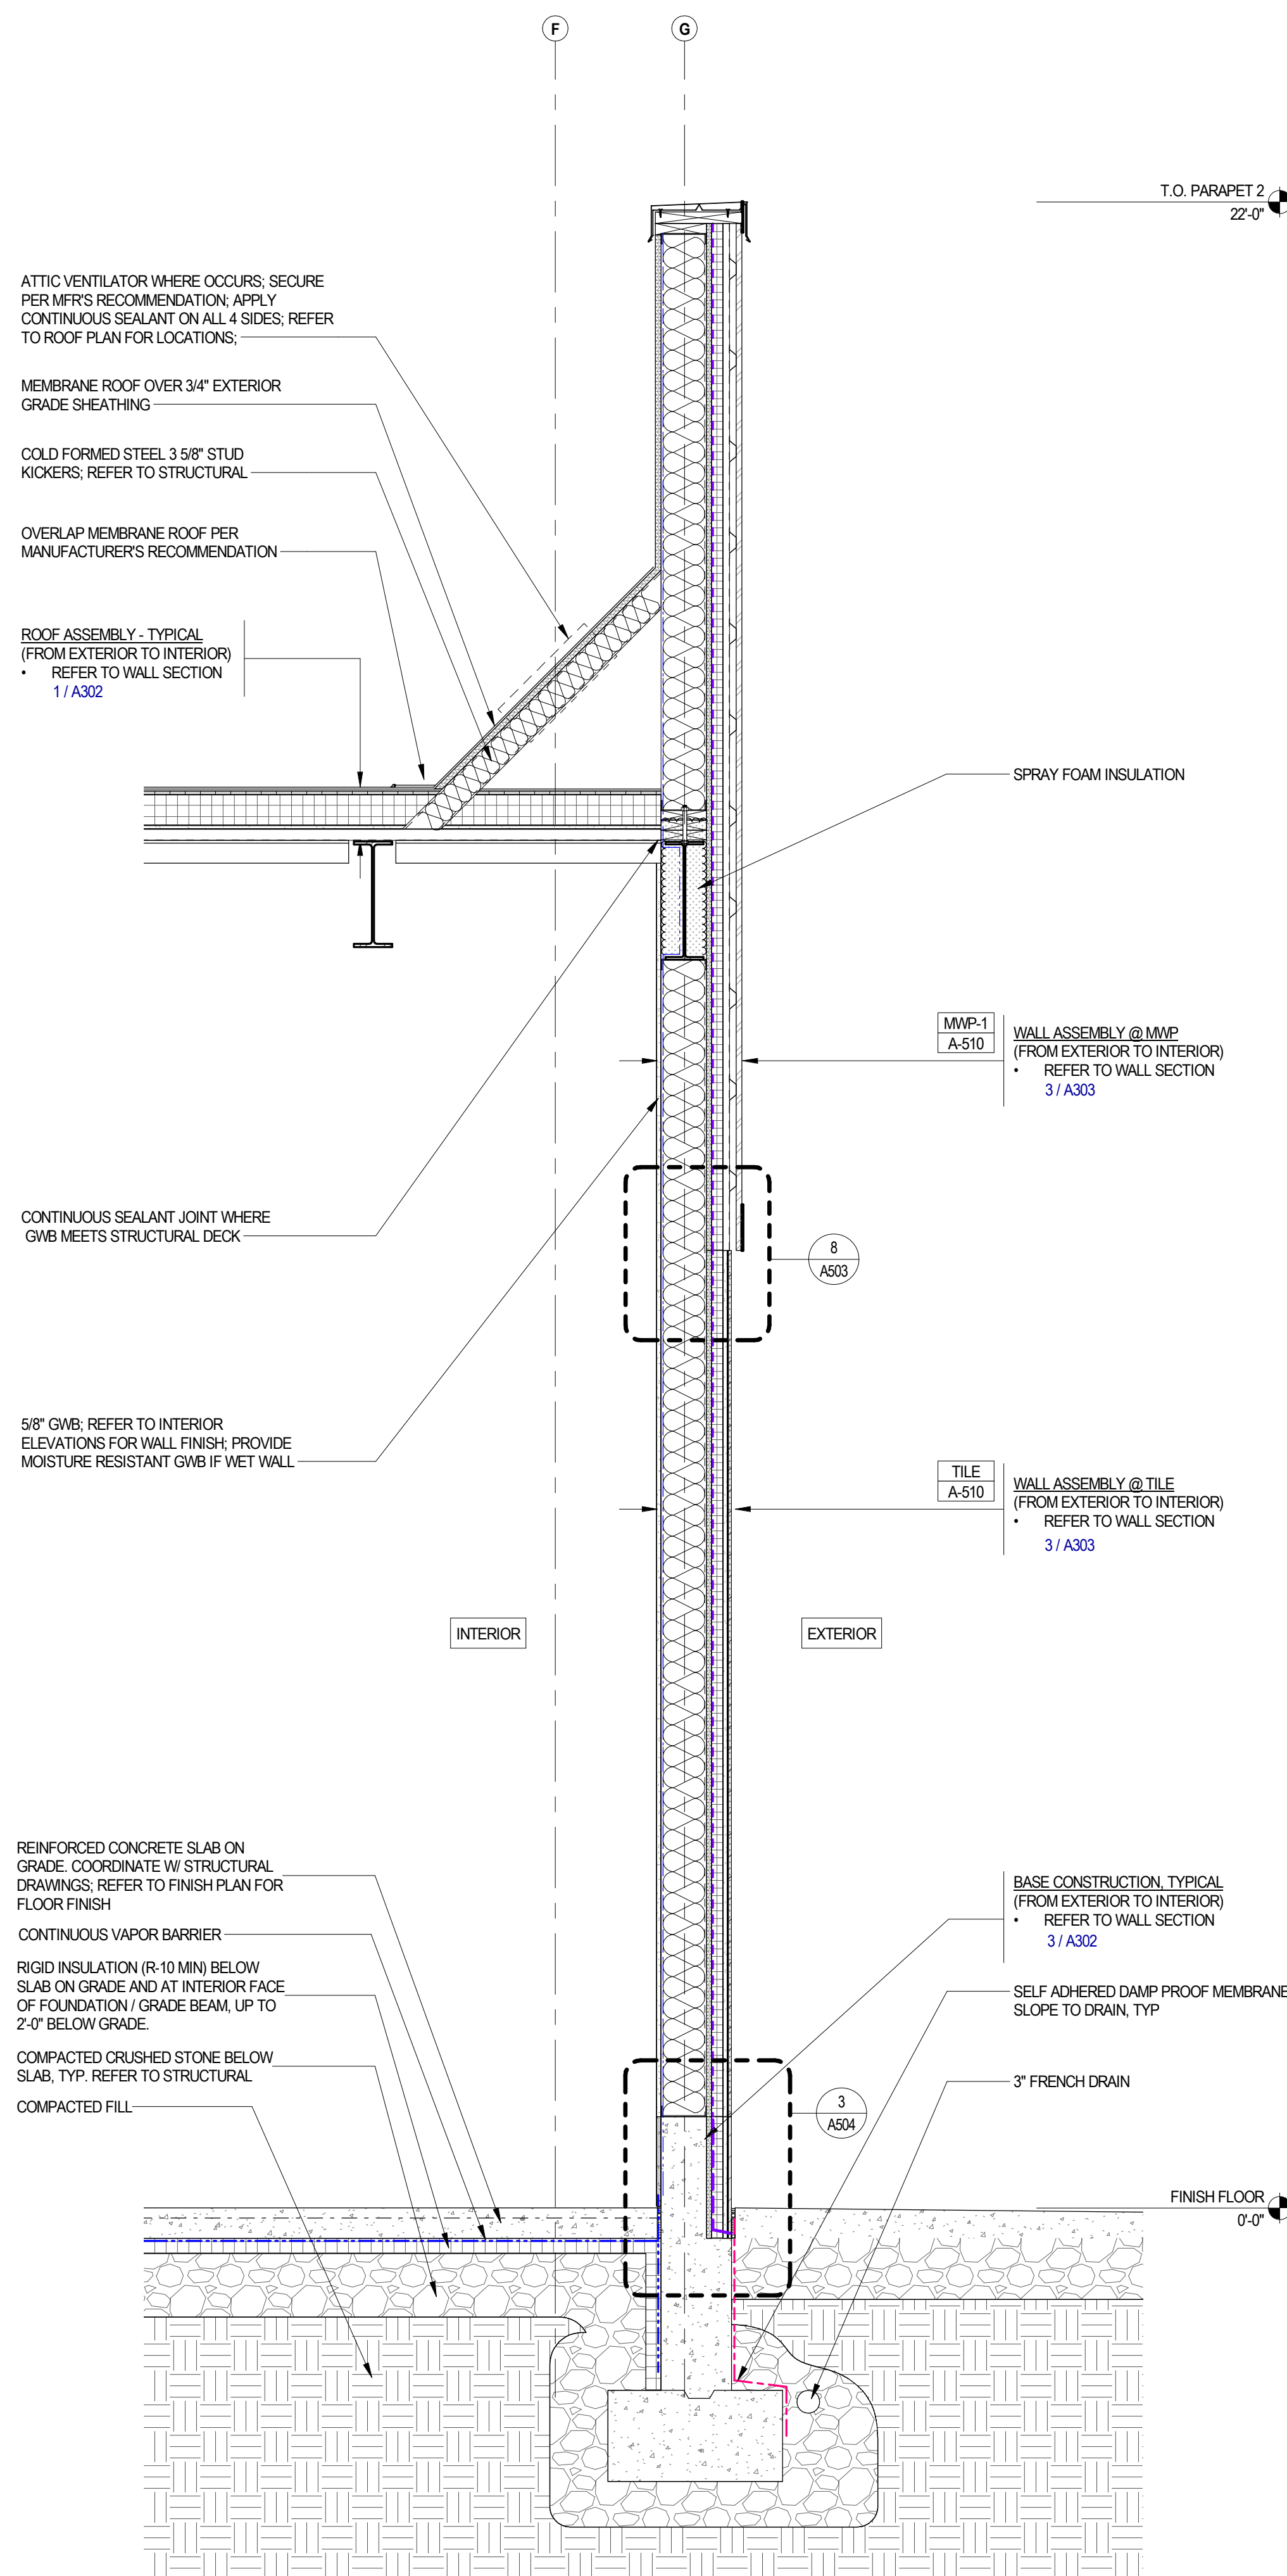 F
G
T.O. PARAPET 2
22'-0"
ATTIC VENTILATOR WHERE OCCURS; SECURE
PER MFR'S RECOMMENDATION; APPLY
CONTINUOUS SEALANT ON ALL 4 SIDES; REFER
TO ROOF PLAN FOR LOCATIONS;
MEMBRANE ROOF OVER 3/4" EXTERIOR
GRADE SHEATHING
COLD FORMED STEEL 3 5/8" STUD
KICKERS; REFER TO STRUCTURAL
OVERLAP MEMBRANE ROOF PER
MANUFACTURER'S RECOMMENDATION
ROOF ASSEMBLY - TYPICAL
(FROM EXTERIOR TO INTERIOR)
• REFER TO WALL SECTION
1 / A302
SPRAY FOAM INSULATION
MWP-1
A-510
WALL ASSEMBLY @ MWP
(FROM EXTERIOR TO INTERIOR)
• REFER TO WALL SECTION
3 / A303
CONTINUOUS SEALANT JOINT WHERE
GWB MEETS STRUCTURAL DECK
8
A503
5/8" GWB; REFER TO INTERIOR
ELEVATIONS FOR WALL FINISH; PROVIDE
MOISTURE RESISTANT GWB IF WET WALL
TILE
A-510
WALL ASSEMBLY @ TILE
(FROM EXTERIOR TO INTERIOR)
• REFER TO WALL SECTION
3 / A303
INTERIOR
EXTERIOR
REINFORCED CONCRETE SLAB ON
GRADE. COORDINATE W/ STRUCTURAL
DRAWINGS; REFER TO FINISH PLAN FOR
FLOOR FINISH
CONTINUOUS VAPOR BARRIER
RIGID INSULATION (R-10 MIN) BELOW
SLAB ON GRADE AND AT INTERIOR FACE
OF FOUNDATION / GRADE BEAM, UP TO
2'-0" BELOW GRADE.
COMPACTED CRUSHED STONE BELOW
SLAB, TYP. REFER TO STRUCTURAL
COMPACTED FILL
BASE CONSTRUCTION, TYPICAL
(FROM EXTERIOR TO INTERIOR)
• REFER TO WALL SECTION
3 / A302
SELF ADHERED DAMP PROOF MEMBRANE
SLOPE TO DRAIN, TYP
3" FRENCH DRAIN
3
A504
FINISH FLOOR
0'-0"